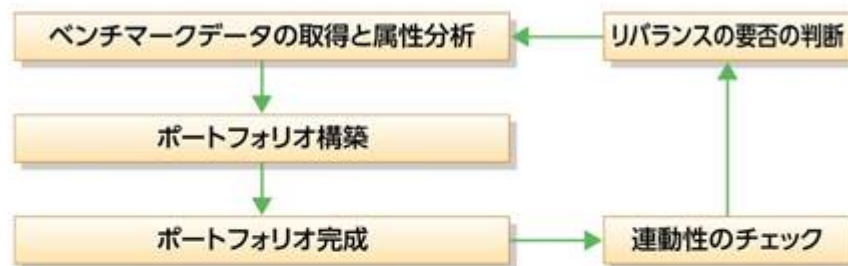 ベンチマークデータの取得と属性分析
リバランスの要否の判断
ポートフォリオ構築
ポートフォリオ完成
連動性のチェック